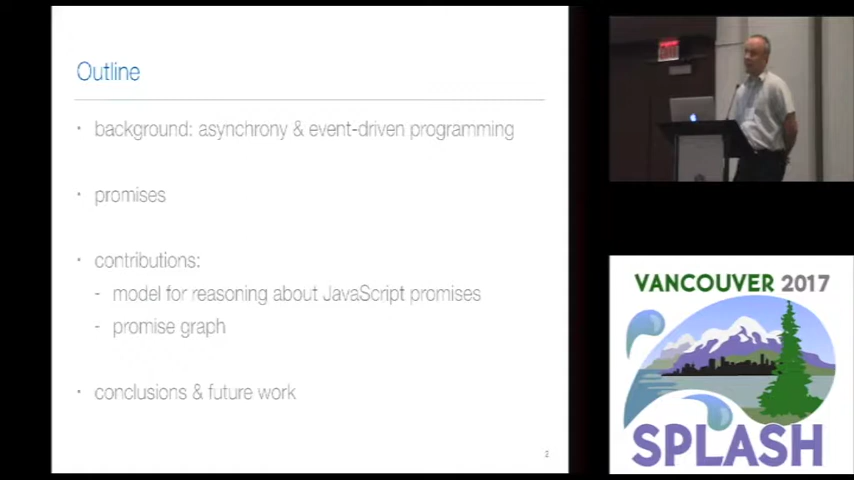 Outline
· background: asynchrony & event-driven programming
· promises
· contributions:
- model for reasoning about JavaScript promises
- promise graph
· conclusions & future work
2
VANCOUVER 2017
SPLASH